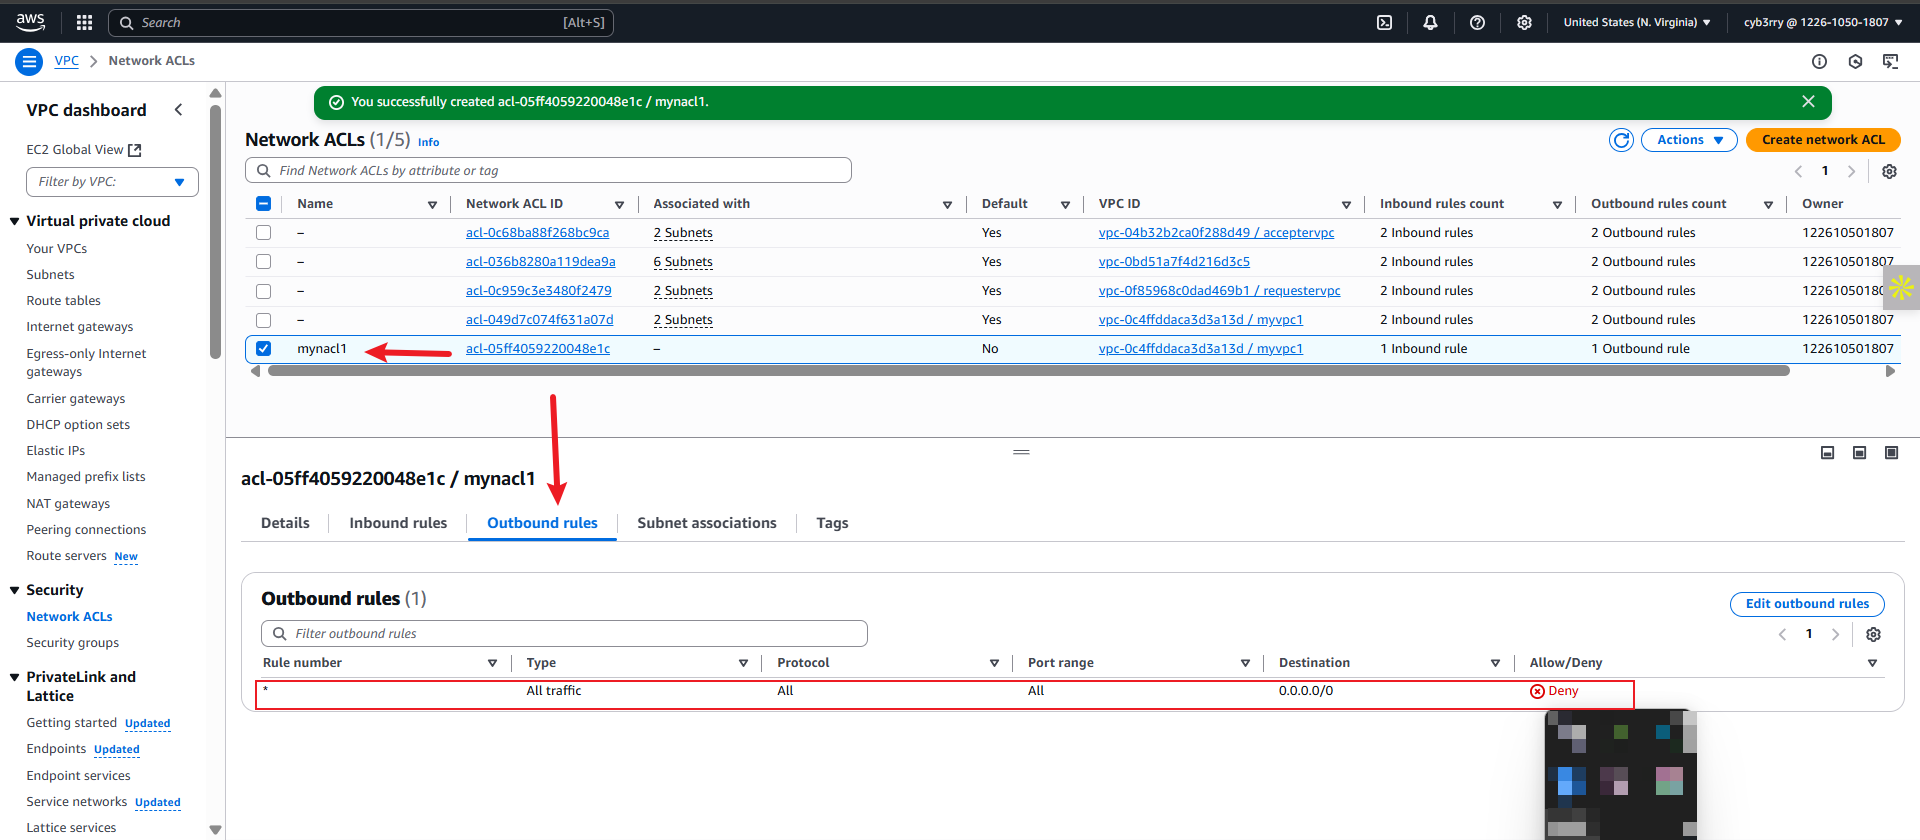 aws Search [Alt+S] United States (N. Virginia) cyb3rry @ 1226-1050-1807
VPC Network ACLs
VPC dashboard
EC2 Global View
Filter by VPC:
Virtual private cloud
Your VPCs
Subnets
Route tables
Internet gateways
Egress-only Internet
gateways
Carrier gateways
DHCP option sets
Elastic IPs
Managed prefix lists
NAT gateways
Peering connections
Route servers New
Security
Network ACLs
Security groups
PrivateLink and
Lattice
Getting started Updated
Endpoints Updated
Endpoint services
Service networks Updated
Lattice services
You successfully created acl-05ff4059220048e1c / mynacl1.
Network ACLs (1/5) Info
Actions Create network ACL
Find Network ACLs by attribute or tag
1
Name Network ACL ID Associated with Default VPC ID Inbound rules count Outbound rules count Owner
– acl-0c68ba88f268bc9ca 2 Subnets Yes vpc-04b32b2ca0f288d49 / acceptervpc 2 Inbound rules 2 Outbound rules 122610501807
– acl-036b8280a119dea9a 6 Subnets Yes vpc-0bd51a7f4d216d3c5 2 Inbound rules 2 Outbound rules 122610501807
– acl-0c959c3e3480f2479 2 Subnets Yes vpc-0f85968c0dad469b1 / requestervpc 2 Inbound rules 2 Outbound rules 12261050180
– acl-049d7c074f631a07d 2 Subnets Yes vpc-0c4ffddaca3d3a13d / myvpc1 2 Inbound rules 2 Outbound rules 122610501807
mynacl1 acl-05ff4059220048e1c – No vpc-0c4ffddaca3d3a13d / myvpc1 1 Inbound rule 1 Outbound rule 122610501807
acl-05ff4059220048e1c / mynacl1
Details Inbound rules Outbound rules Subnet associations Tags
Outbound rules (1)
Edit outbound rules
Filter outbound rules
1
Rule number Type Protocol Port range Destination Allow/Deny
* All traffic All All 0.0.0.0/0 Deny